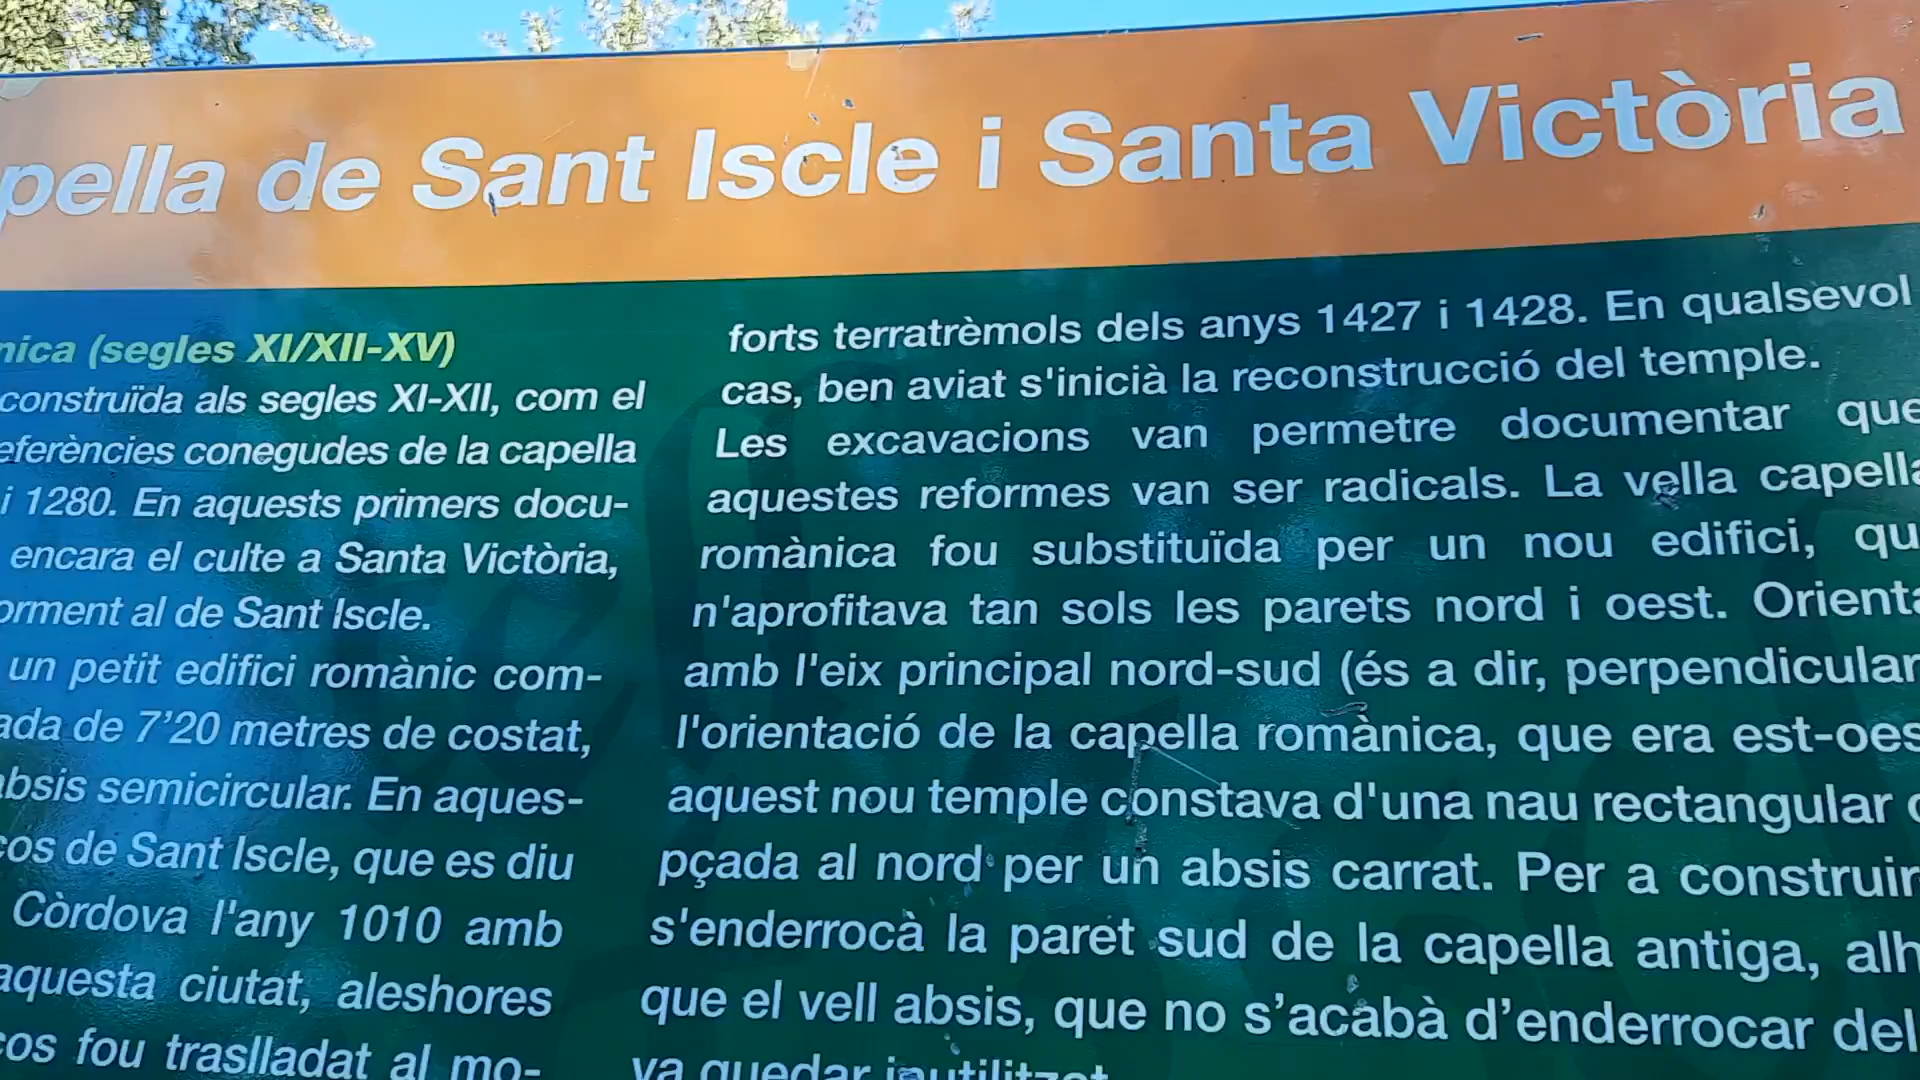 pella de Sant Iscle i Santa Victòria
nica (segles XI/XII-XV)
construïda als segles XI-XII, com el
eferències conegudes de la capella
i 1280. En aquests primers docu-
encara el culte a Santa Victòria,
orment al de Sant Iscle.
un petit edifici romànic com-
ada de 7'20 metres de costat,
absis semicircular. En aques-
cos de Sant Iscle, que es diu
Còrdova l'any 1010 amb
aquesta ciutat, aleshores
cos fou traslladat al mo-
forts terratrèmols dels anys 1427 i 1428. En qualsevol
cas, ben aviat s'inicià la reconstrucció del temple.
Les excavacions van permetre documentar que
aquestes reformes van ser radicals. La vella capella
romànica fou substituïda per un nou edifici, qu
n'aprofitava tan sols les parets nord i oest. Orienta
amb l'eix principal nord-sud (és a dir, perpendicular
l'orientació de la capella romànica, que era est-oes
aquest nou temple constava d'una nau rectangular c
pçada al nord per un absis carrat. Per a construir
s'enderrocà la paret sud de la capella antiga, alh
que el vell absis, que no s'acabà d'enderrocar del
va quedar inutilitzat.